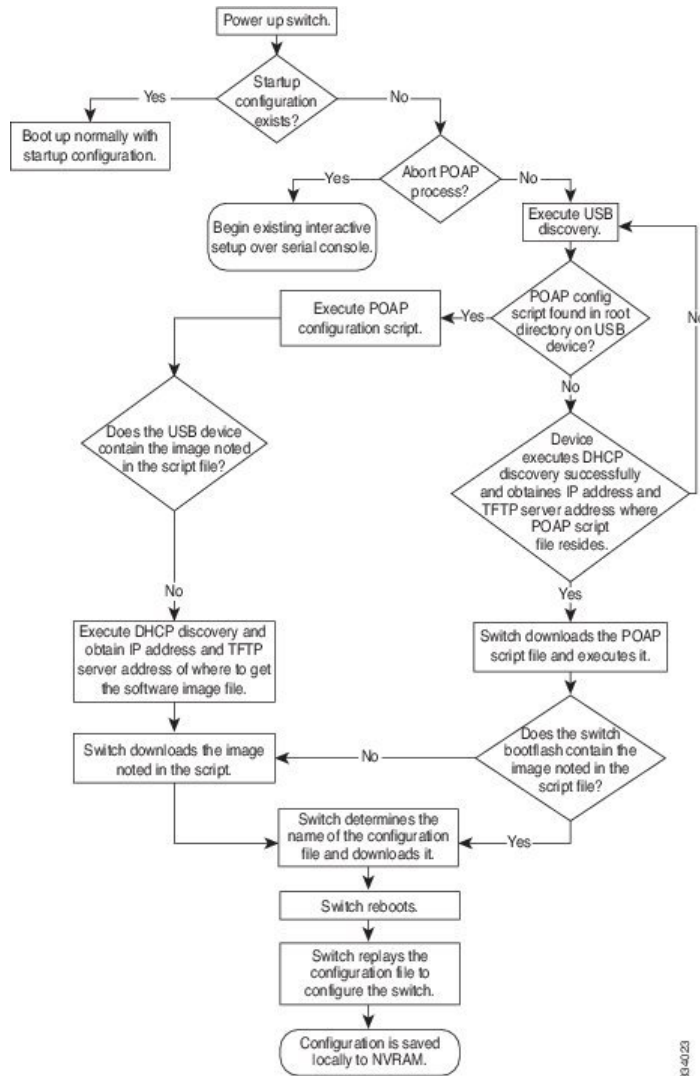 Power up switch.
Startup
configuration
exists?
Yes
No
Boot up normally with
startup configuration.
Abort POAP
process?
Yes
No
Begin existing interactive
setup over serial console.
Execute USB
discovery.
POAP config
script found in root
directory on USB
device?
Yes
No
No
Execute POAP
configuration script.
Does the USB device
contain the image noted
in the script file?
Device
executes DHCP
discovery successfully
and obtaines IP address and
TFTP server address where
POAP script
file resides.
No
Yes
Execute DHCP discovery and
obtain IP address and TFTP
server address of where to get
the software image file.
Switch downloads the POAP
script file and executes it.
Does the switch
bootflash contain the
image noted in the
script file?
No
Yes
Switch downloads the image
noted in the script.
Switch determines the
name of the configuration
file and downloads it.
Switch reboots.
Switch replays the
configuration file to
configure the switch.
Configuration is saved
locally to NVRAM.